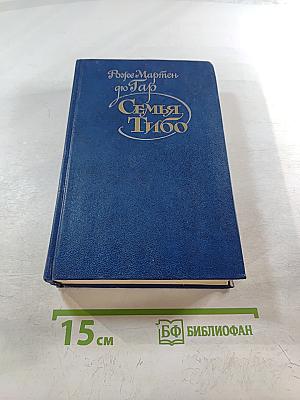 Роже Мартен
дю Гар
Семья
Тибо
15 см
БФ БИБЛИОФАН